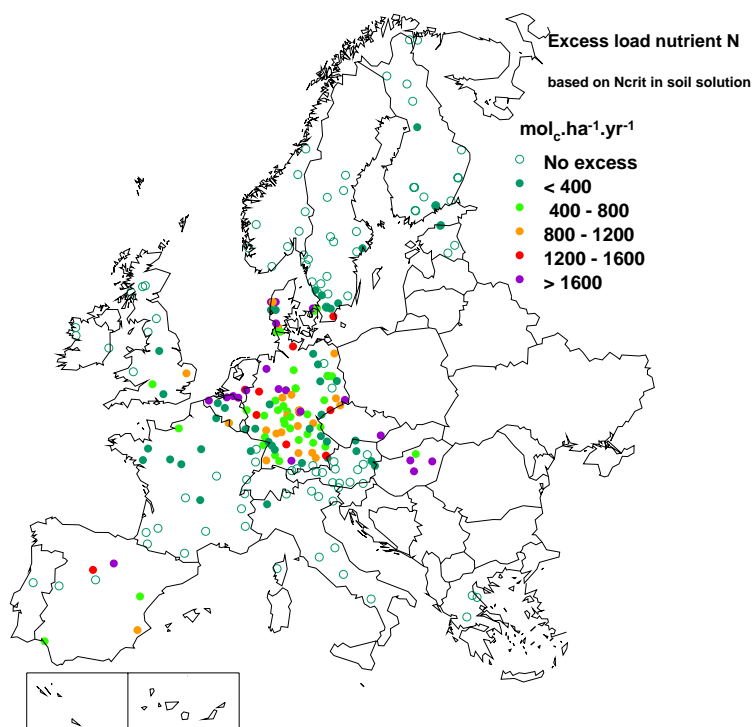 Excess load nutrient N
based on Ncrit in soil solution
mol_c.ha⁻¹.yr⁻¹
No excess
< 400
400 - 800
800 - 1200
1200 - 1600
> 1600